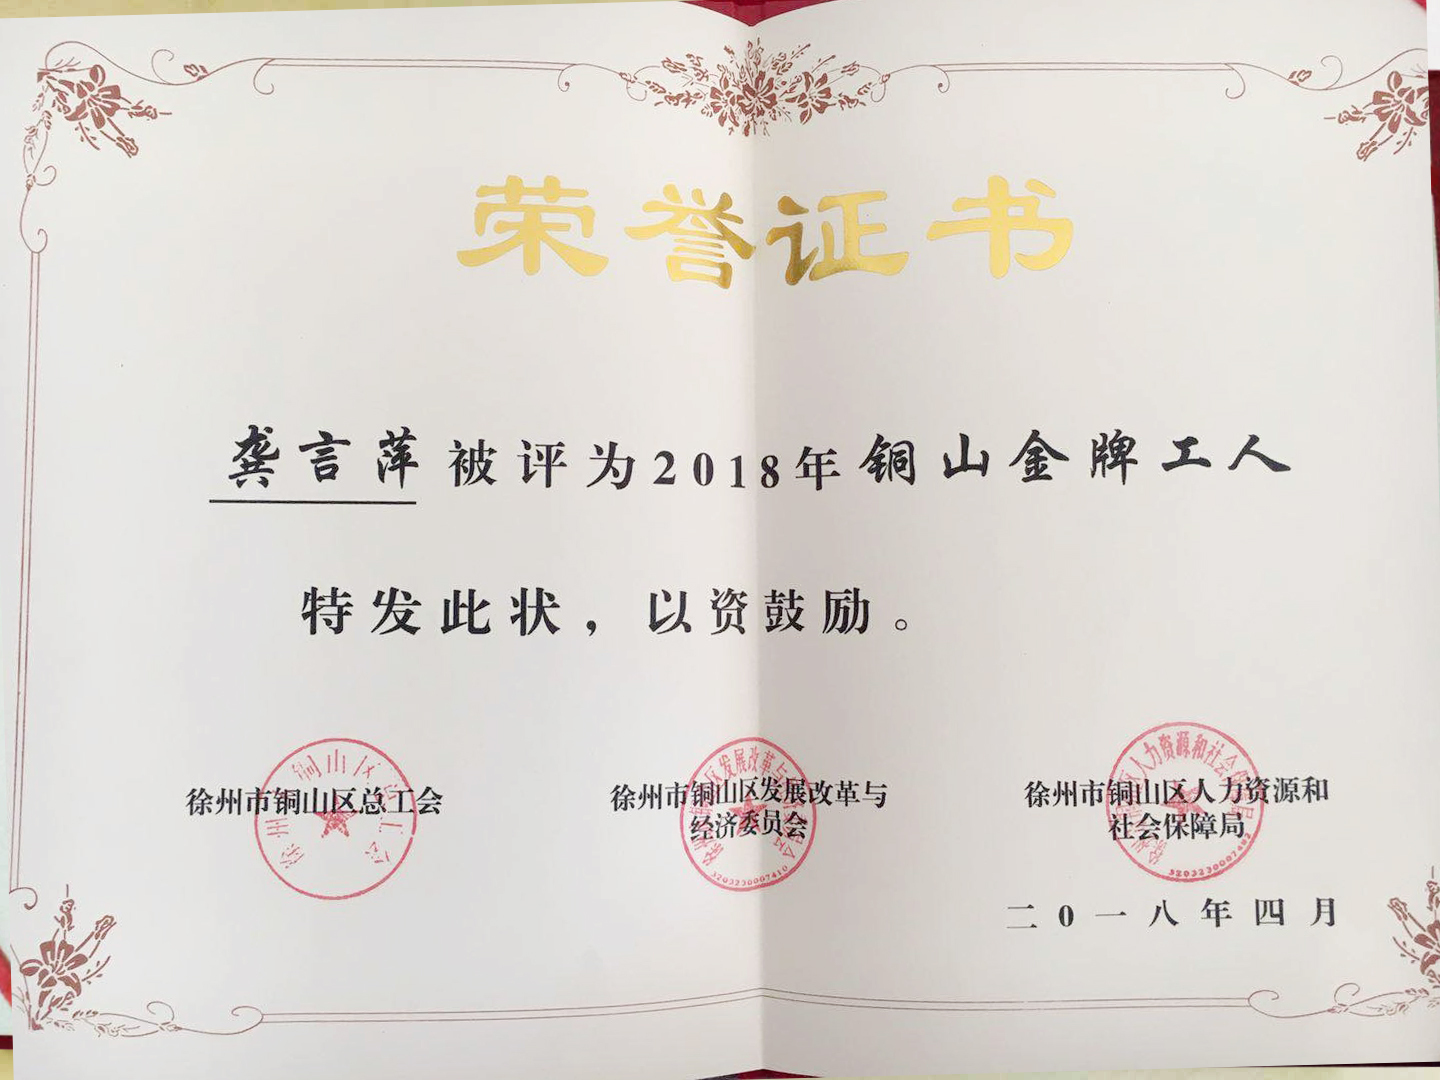 荣誉证书
龚言萍被评为2018年铜山金牌工人
特发此状，以资鼓励。
徐州市铜山区总工会
徐州市铜山区发展改革与
经济委员会
徐州市铜山区人力资源和
社会保障局
3203230007410
3203230007402
二0一八年四月